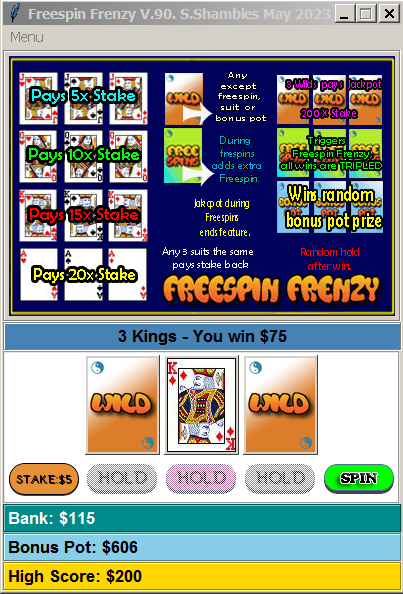 Freespin Frenzy V.90. S.Shambles May 2023
Menu
Pays 5x Stake
WILD
Any
except
freespin,
suit or
bonus pot
3 Wilds pays Jackpot
200 X Stake
Pays 10x Stake
FREE
SPINS
During
frespins
adds extra
Freespin.
Triggers
Freespin Frenzy,
all wins are TRIPLED
Pays 15x Stake
Jackpot during
Freespins
ends feature.
Wins random
bonus pot prize
Pays 20x Stake
Any 3 suits the same
pays stake back
Random hold
after win.
FREESPIN FRENZY
3 Kings - You win $75
WILD
K
K
WILD
STAKE:$5
HOLD
HOLD
HOLD
SPIN
Bank: $115
Bonus Pot: $606
High Score: $200